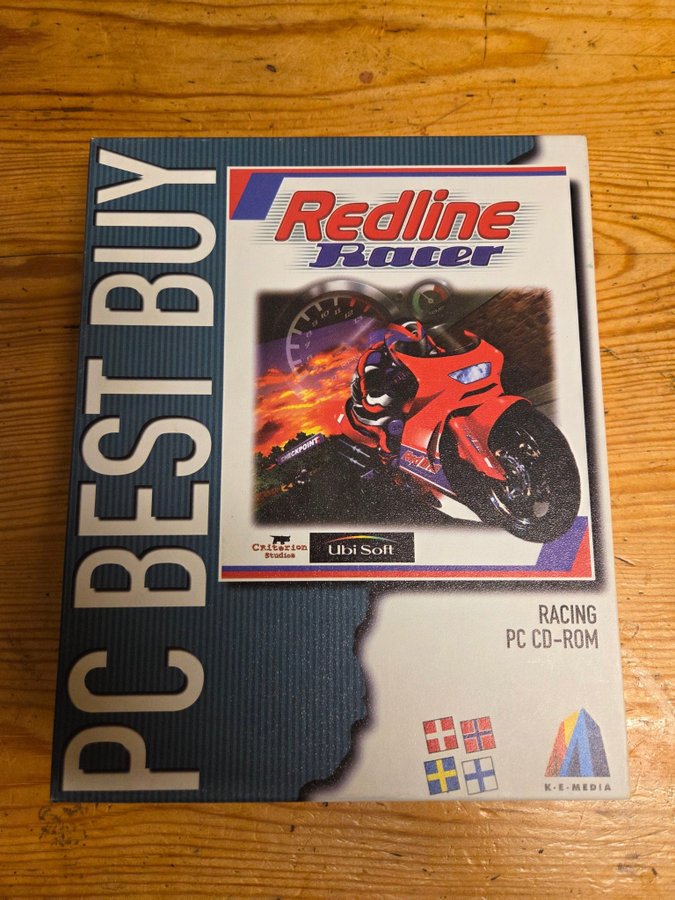 PC BEST BUY
Redline
Racer
CHECKPOINT
Criterion
Studios
Ubi Soft
RACING
PC CD-ROM
K·E·MEDIA